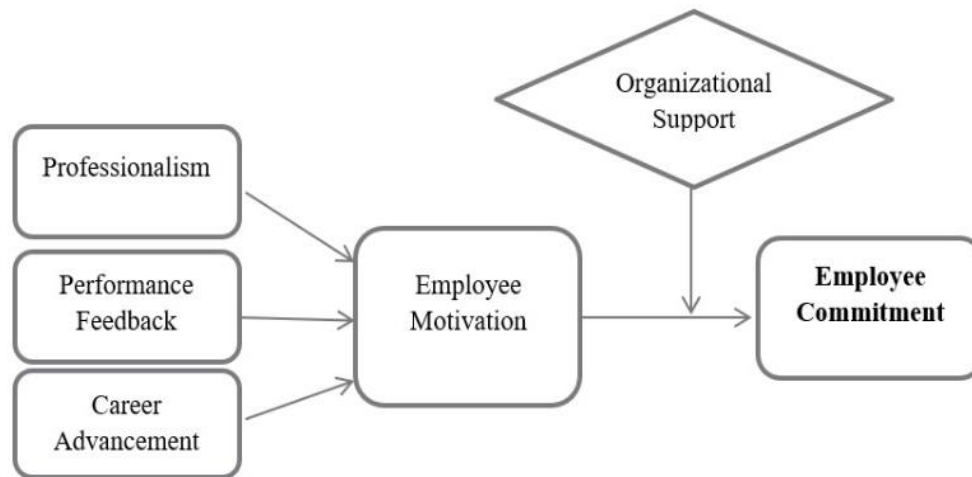 Organizational
Support
Professionalism
Performance
Feedback
Career
Advancement
Employee
Motivation
Employee
Commitment